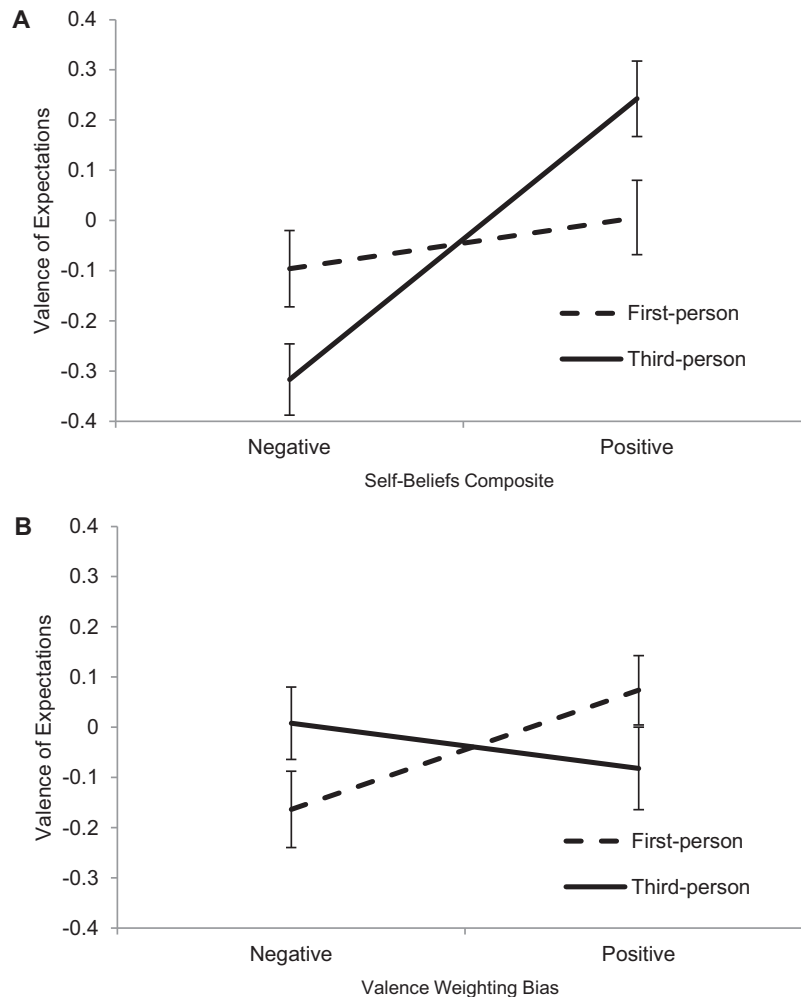 A
0.4
0.3
0.2
0.1
0
-0.1
-0.2
-0.3
-0.4
Valence of Expectations
First-person
Third-person
Negative Positive
Self-Beliefs Composite
B
0.4
0.3
0.2
0.1
0
-0.1
-0.2
-0.3
-0.4
Valence of Expectations
First-person
Third-person
Negative Positive
Valence Weighting Bias